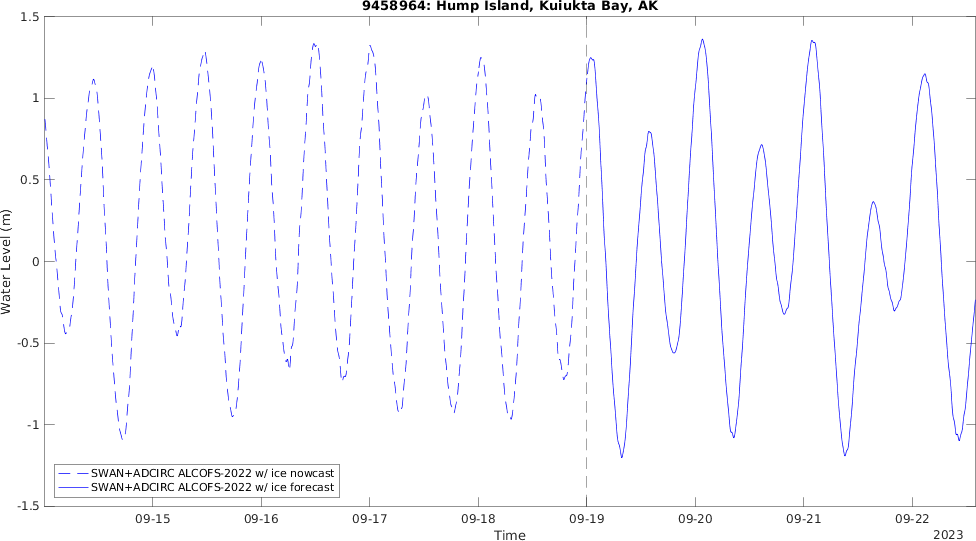 9458964: Hump Island, Kuiukta Bay, AK
1.5
1
0.5
0
-0.5
-1
-1.5
Water Level (m)
SWAN+ADCIRC ALCOFS-2022 w/ ice nowcast
SWAN+ADCIRC ALCOFS-2022 w/ ice forecast
09-15 09-16 09-17 09-18 09-19 09-20 09-21 09-22
Time
2023